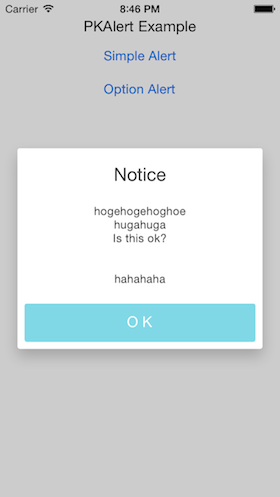 Carrier 8:46 PM
PKAlert Example
Simple Alert
Option Alert
Notice
hogehogehoghoe
hugahuga
Is this ok?
hahahaha
OK